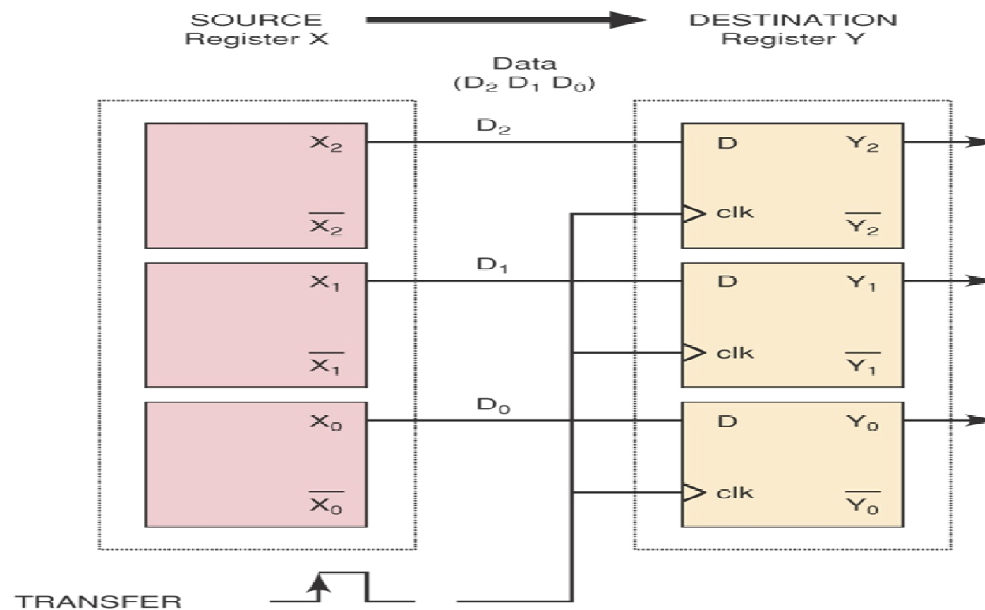 SOURCE
Register X
DESTINATION
Register Y
Data
(D₂ D₁ D₀)
X₂
D₂
D
Y₂
X̅₂
clk
Y̅₂
X₁
D₁
D
Y₁
X̅₁
clk
Y̅₁
X₀
D₀
D
Y₀
X̅₀
clk
Y̅₀
TRANSFER